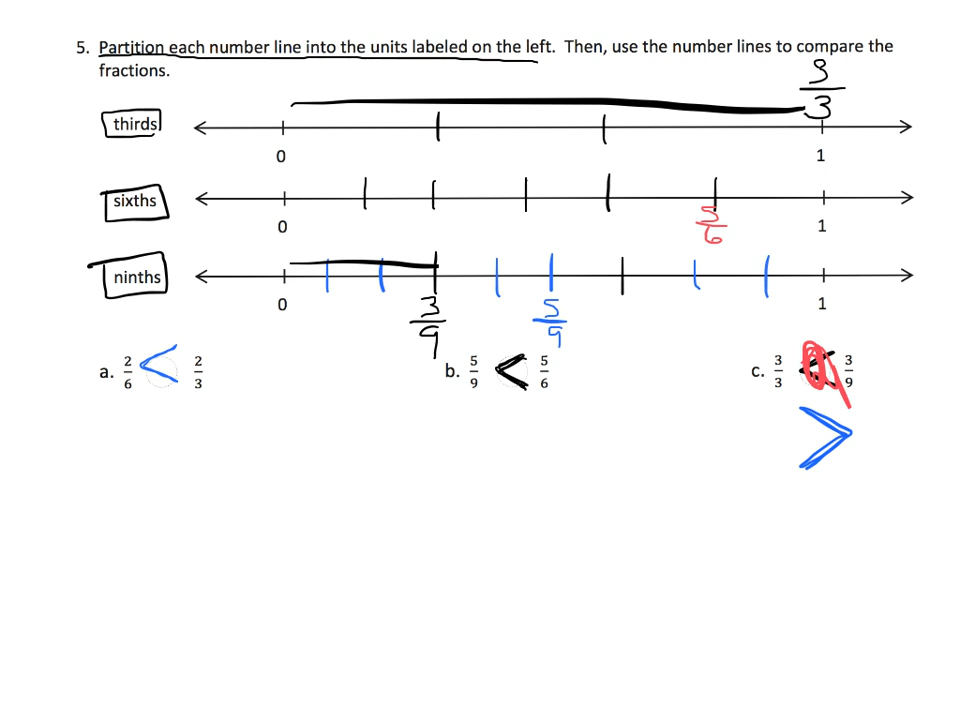 5. Partition each number line into the units labeled on the left. Then, use the number lines to compare the
fractions.
3/3
thirds
0 1
sixths
5/6
0 1
ninths
0 1
3/9 5/9
a. 2/6 < 2/3 b. 5/9 < 5/6 c. 3/3 3/9
>